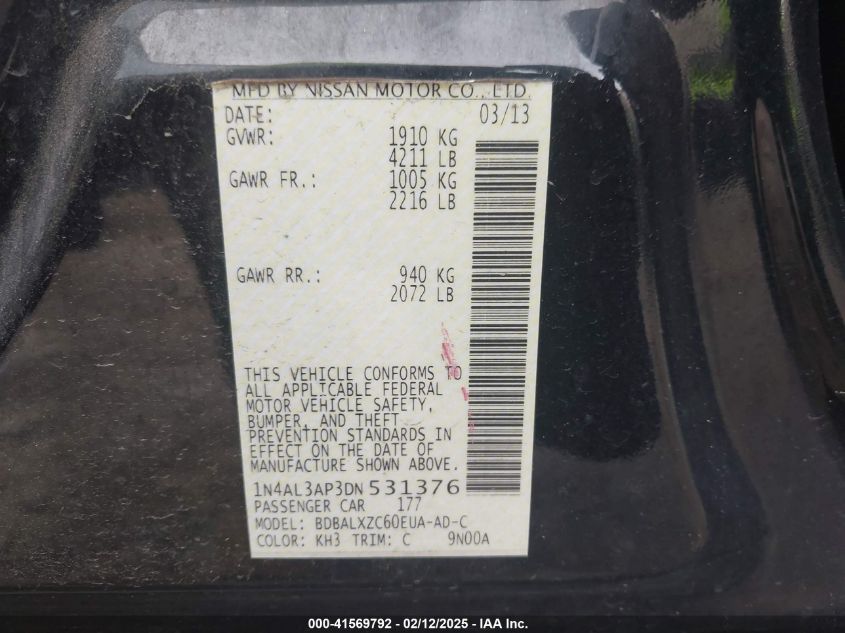 MFD BY NISSAN MOTOR CO., LTD.
DATE: 03/13
GVWR: 1910 KG
4211 LB
GAWR FR.: 1005 KG
2216 LB
GAWR RR.: 940 KG
2072 LB
THIS VEHICLE CONFORMS TO
ALL APPLICABLE FEDERAL
MOTOR VEHICLE SAFETY,
BUMPER, AND THEFT
PREVENTION STANDARDS IN
EFFECT ON THE DATE OF
MANUFACTURE SHOWN ABOVE.
1N4AL3AP3DN531376
PASSENGER CAR 177
MODEL: BDBALXZC60EUA-AD-C
COLOR: KH3 TRIM: C 9N00A
000-41569792 - 02/12/2025 - IAA Inc.